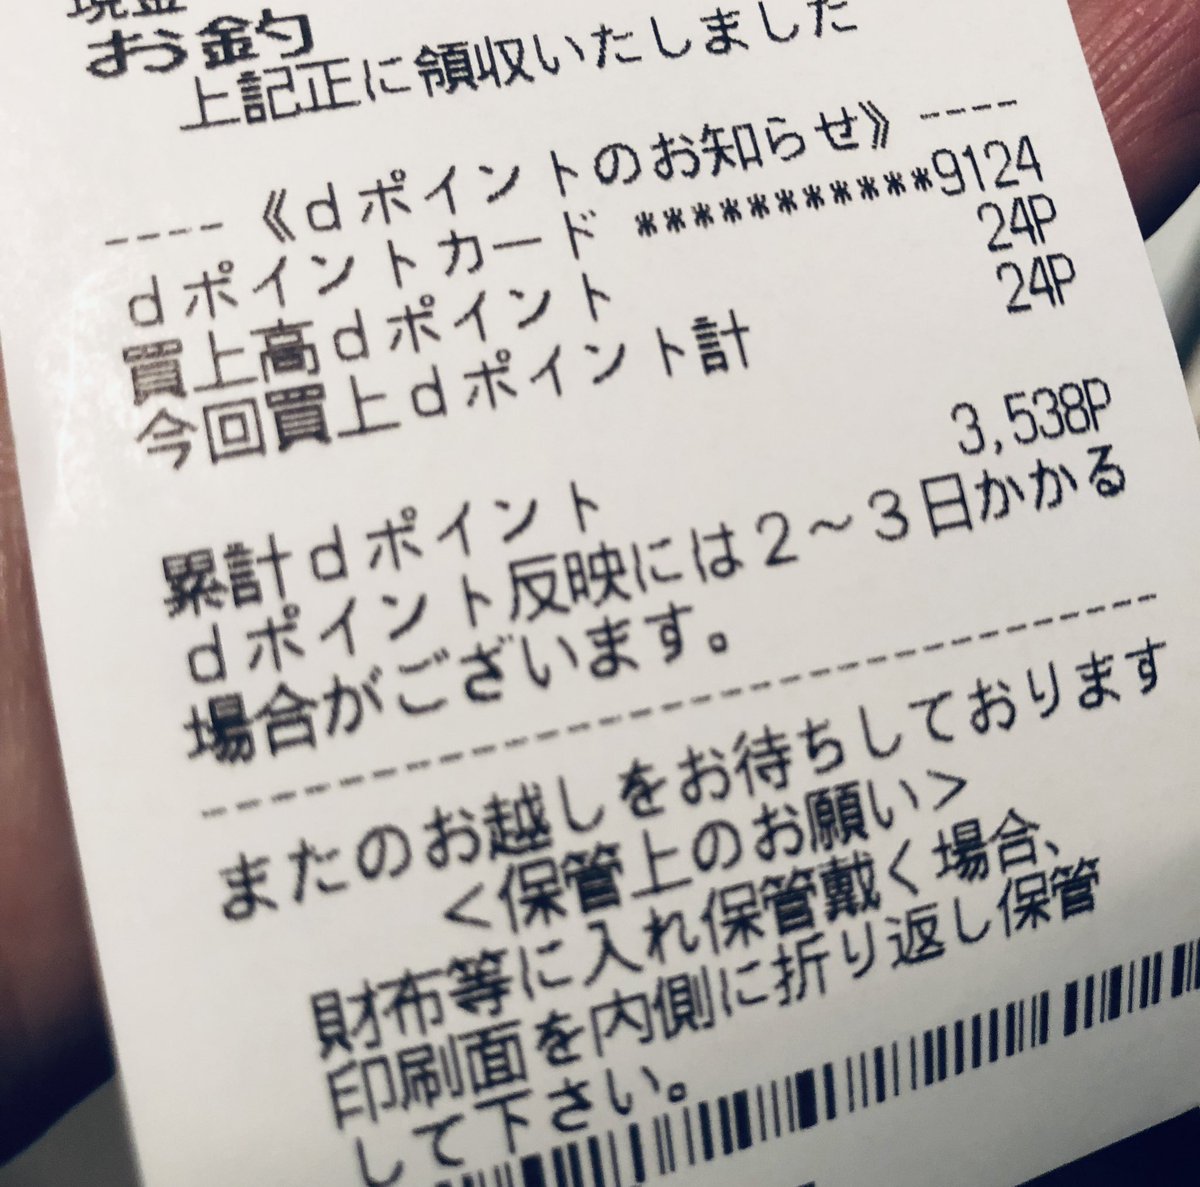 現金
お釣
上記正に領収いたしました
----《dポイントのお知らせ》----
dポイントカード ***********9124
買上高dポイント 24P
今回買上dポイント計 24P
累計dポイント 3,538P
dポイント反映には2～3日かかる
場合がございます。
--------------------------------
またのお越しをお待ちしております
<保管上のお願い>
財布等に入れ保管戴く場合、
印刷面を内側に折り返し保管
して下さい。